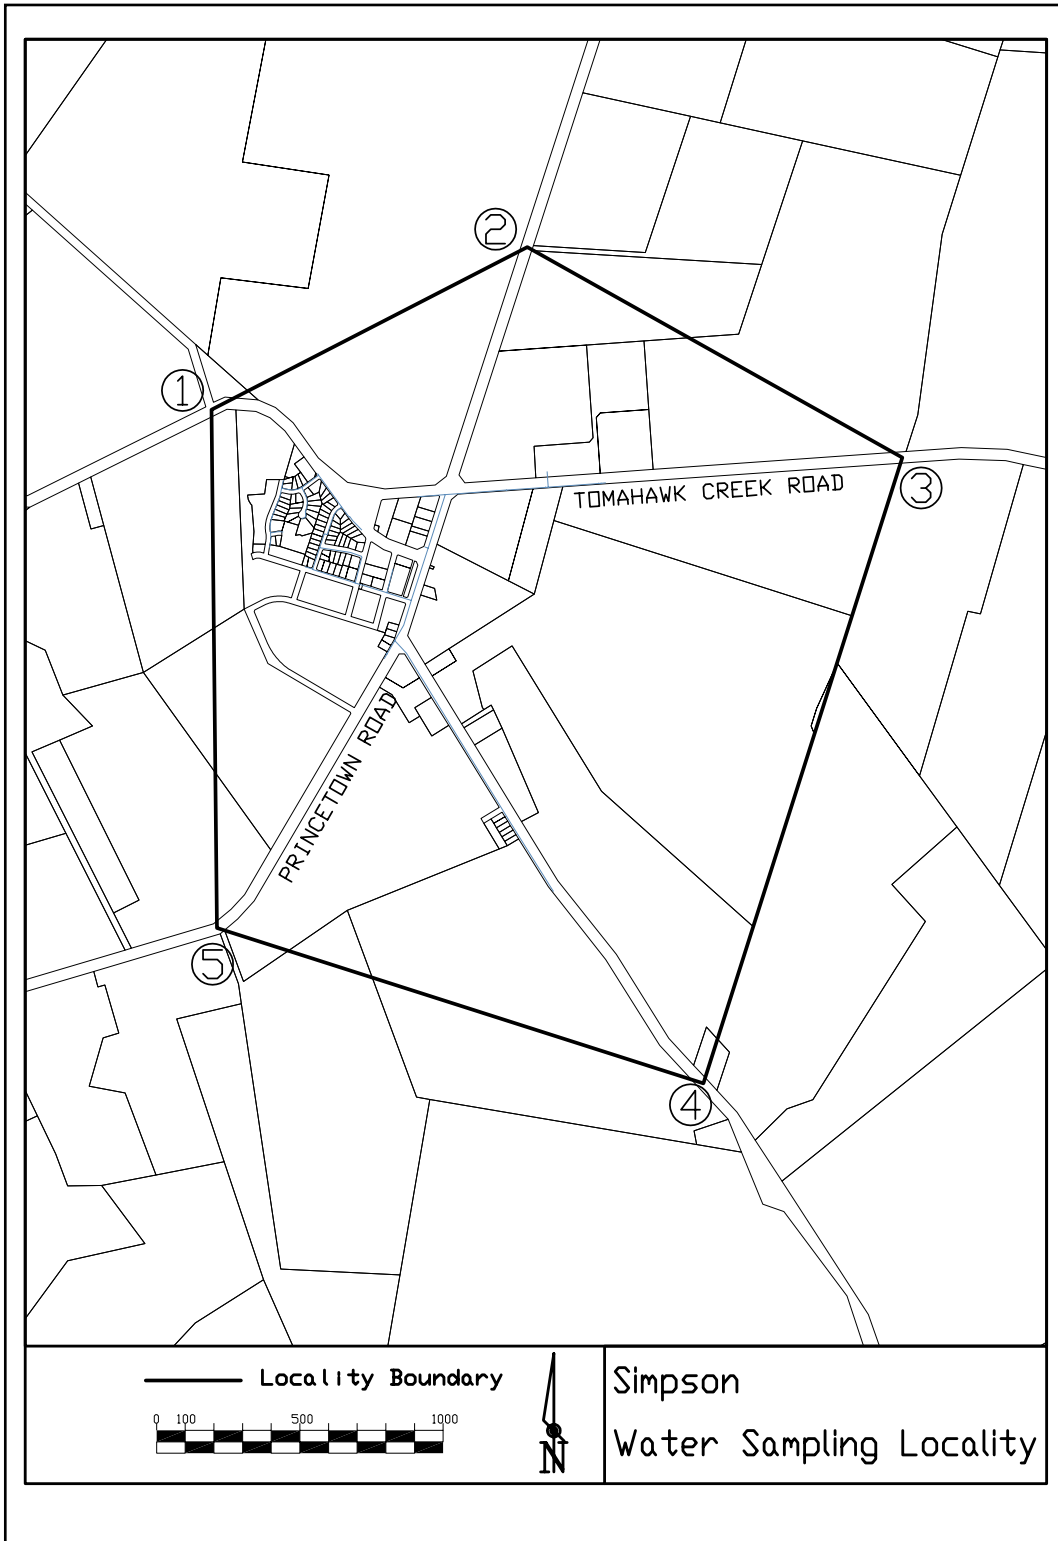 2
1
3
TOMAHAWK CREEK ROAD
PRINCETOWN ROAD
5
4
Locality Boundary
0 100 500 1000
N
Simpson
Water Sampling Locality